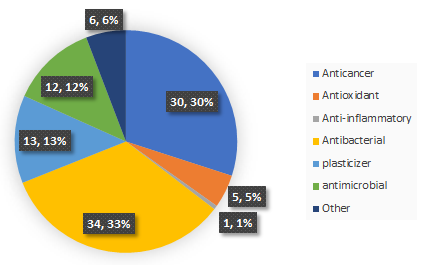 6, 6%
12, 12%
30, 30%
13, 13%
5, 5%
1, 1%
34, 33%
Anticancer
Antioxidant
Anti-inflammatory
Antibacterial
plasticizer
antimicrobial
Other